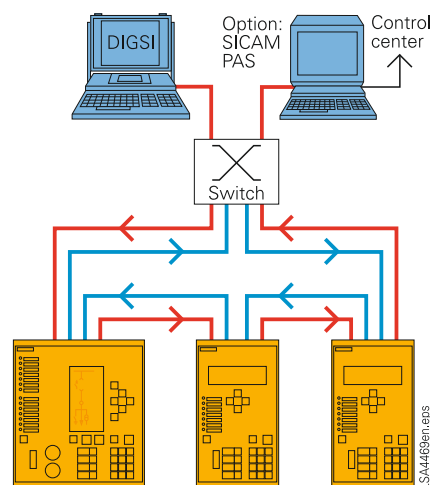 DIGSI
Option:
SICAM
PAS
Control
center
Switch
SA4469en.eps